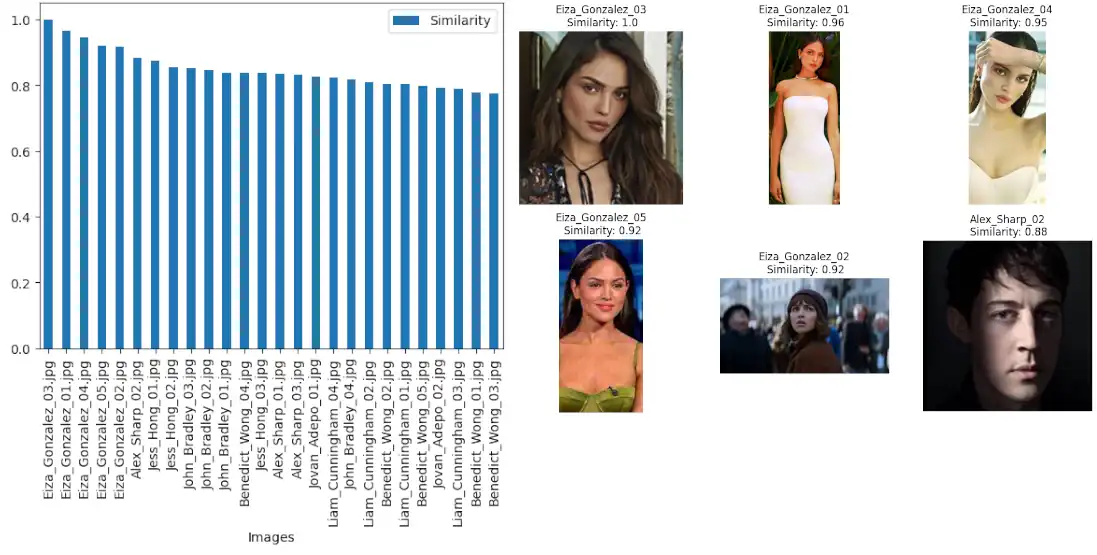 Similarity
1.0
0.8
0.6
0.4
0.2
0.0
Eiza_Gonzalez_03.jpg
Eiza_Gonzalez_01.jpg
Eiza_Gonzalez_04.jpg
Eiza_Gonzalez_05.jpg
Eiza_Gonzalez_02.jpg
Alex_Sharp_02.jpg
Jess_Hong_01.jpg
Jess_Hong_02.jpg
John_Bradley_03.jpg
John_Bradley_02.jpg
John_Bradley_01.jpg
Benedict_Wong_04.jpg
Jess_Hong_03.jpg
Alex_Sharp_01.jpg
Alex_Sharp_03.jpg
Jovan_Adepo_01.jpg
Liam_Cunningham_04.jpg
John_Bradley_04.jpg
Liam_Cunningham_02.jpg
Benedict_Wong_02.jpg
Liam_Cunningham_01.jpg
Benedict_Wong_05.jpg
Jovan_Adepo_02.jpg
Liam_Cunningham_03.jpg
Benedict_Wong_01.jpg
Benedict_Wong_03.jpg
Images
Eiza_Gonzalez_03
Similarity: 1.0
Eiza_Gonzalez_01
Similarity: 0.96
Eiza_Gonzalez_04
Similarity: 0.95
Eiza_Gonzalez_05
Similarity: 0.92
Eiza_Gonzalez_02
Similarity: 0.92
Alex_Sharp_02
Similarity: 0.88